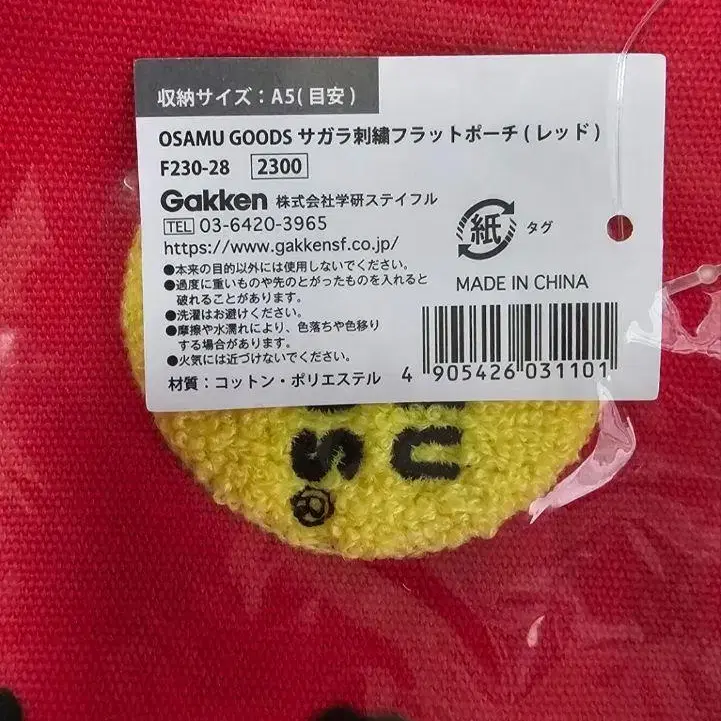 収納サイズ：A5(目安)
OSAMU GOODS サガラ刺繍フラットポーチ(レッド)
F230-28 2300
Gakken 株式会社学研ステイフル
TEL 03-6420-3965
https://www.gakkensf.co.jp/
紙 タグ
●本来の目的以外には使用しないでください。
●過度に重いものや先のとがったものを入れると
破れることがあります。
●洗濯はお避けください。
●摩擦や水濡れにより、色落ちや色移り
する場合があります。
●火気には近づけないでください。
材質：コットン・ポリエステル
MADE IN CHINA
4 905426 031101
U
S
®